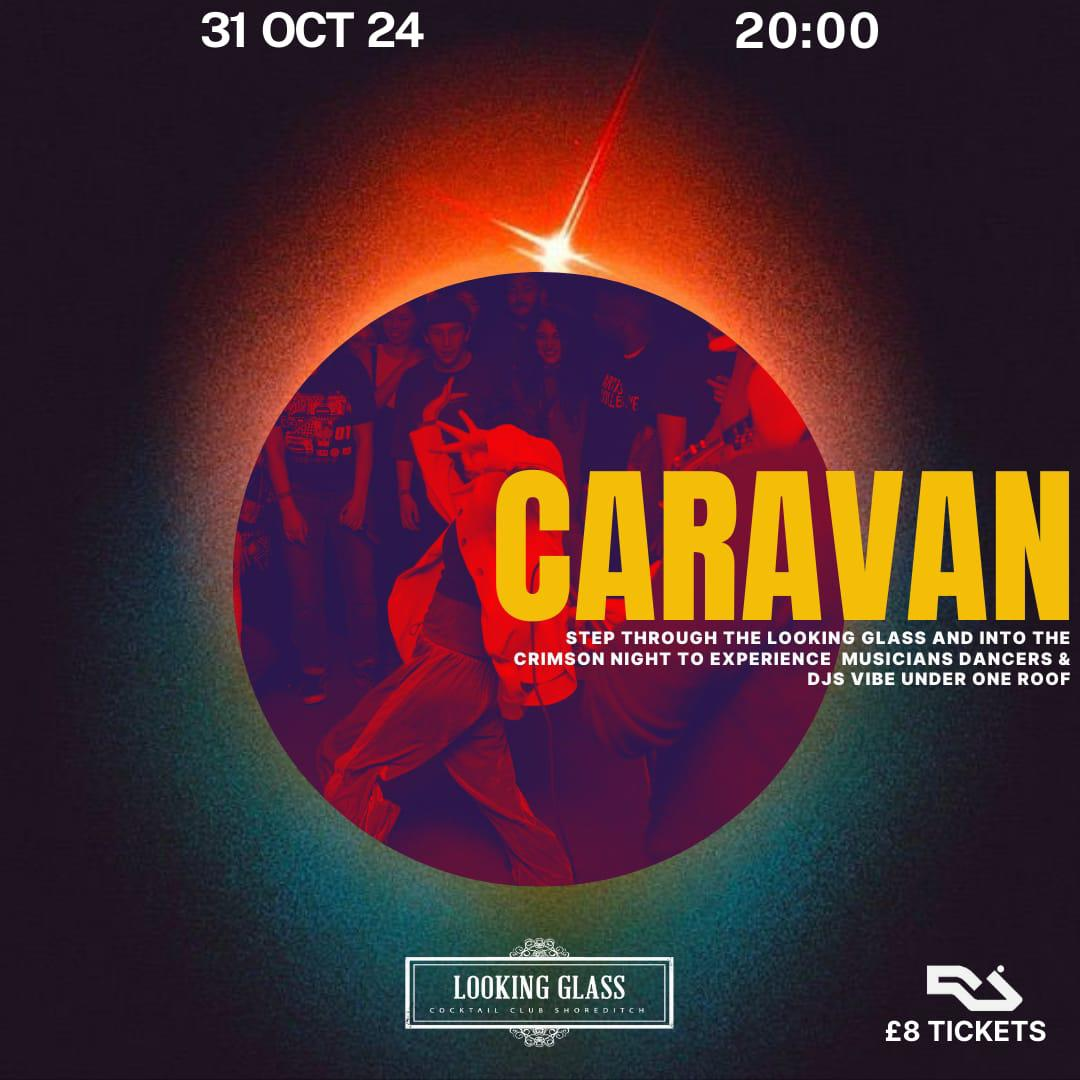 31 OCT 24
20:00
CARAVAN
STEP THROUGH THE LOOKING GLASS AND INTO THE
CRIMSON NIGHT TO EXPERIENCE MUSICIANS DANCERS &
DJS VIBE UNDER ONE ROOF
LOOKING GLASS
COCKTAIL CLUB SHOREDITCH
£8 TICKETS